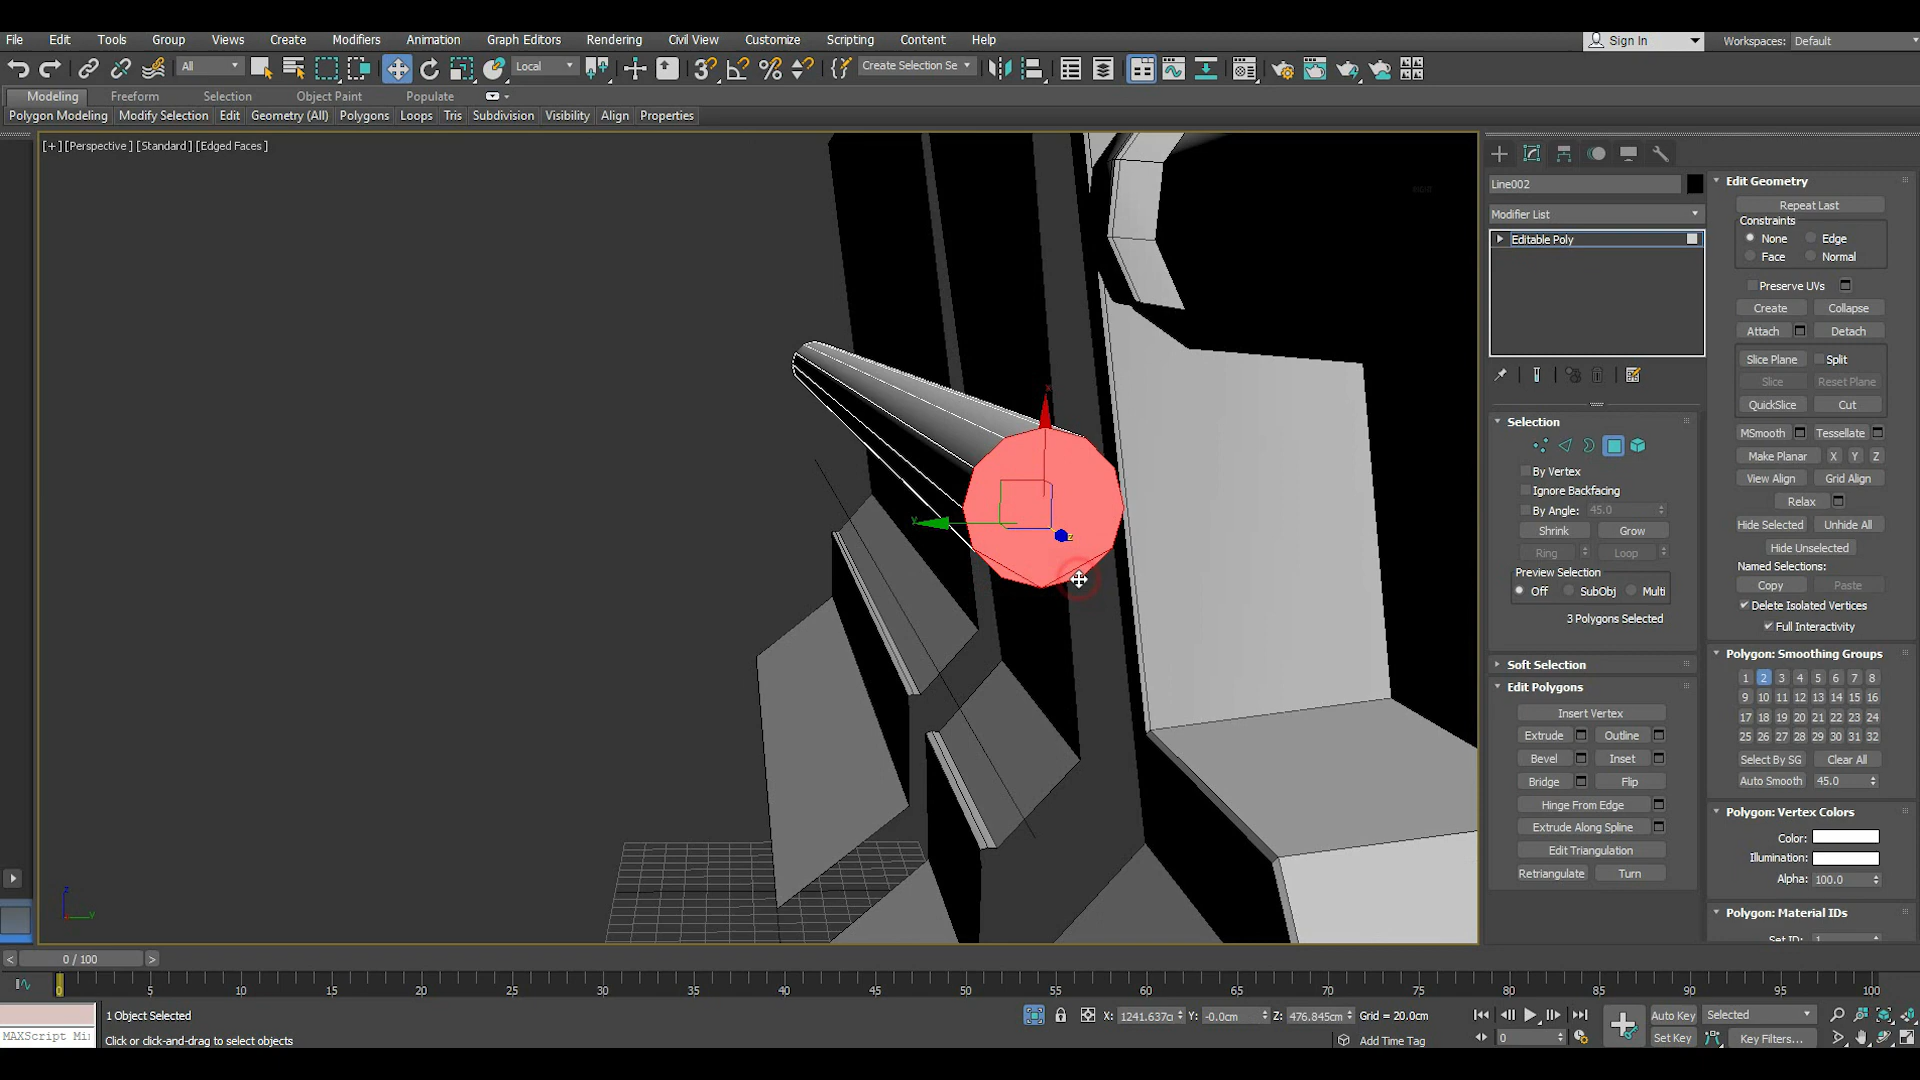 File Edit Tools Group Views Create Modifiers Animation Graph Editors Rendering Civil View Customize Scripting Content Help Sign In Workspaces: Default
All Local Create Selection Se
Modeling Freeform Selection Object Paint Populate
Polygon Modeling Modify Selection Edit Geometry (All) Polygons Loops Tris Subdivision Visibility Align Properties
[+] [Perspective ] [Standard ] [Edged Faces ]
x
y
z
z
y
Line002
Modifier List
Editable Poly
Selection
By Vertex
Ignore Backfacing
By Angle: 45.0
Shrink Grow
Ring Loop
Preview Selection
Off SubObj Multi
3 Polygons Selected
Soft Selection
Edit Polygons
Insert Vertex
Extrude Outline
Bevel Inset
Bridge Flip
Hinge From Edge
Extrude Along Spline
Edit Triangulation
Retriangulate Turn
Edit Geometry
Repeat Last
Constraints
None Edge
Face Normal
Preserve UVs
Create Collapse
Attach Detach
Slice Plane Split
Slice Reset Plane
QuickSlice Cut
MSmooth Tessellate
Make Planar X Y Z
View Align Grid Align
Relax
Hide Selected Unhide All
Hide Unselected
Named Selections:
Copy Paste
Delete Isolated Vertices
Full Interactivity
Polygon: Smoothing Groups
1 2 3 4 5 6 7 8
9 10 11 12 13 14 15 16
17 18 19 20 21 22 23 24
25 26 27 28 29 30 31 32
Select By SG Clear All
Auto Smooth 45.0
Polygon: Vertex Colors
Color:
Illumination:
Alpha: 100.0
Polygon: Material IDs
Set ID: 1
< 0 / 100 >
0 5 10 15 20 25 30 35 40 45 50 55 60 65 70 75 80 85 90 95 100
1 Object Selected X: 1241.637c Y: -0.0cm Z: 476.845cm Grid = 20.0cm Auto Key Selected
MAXScript Mi Click or click-and-drag to select objects Add Time Tag 0 Set Key Key Filters...